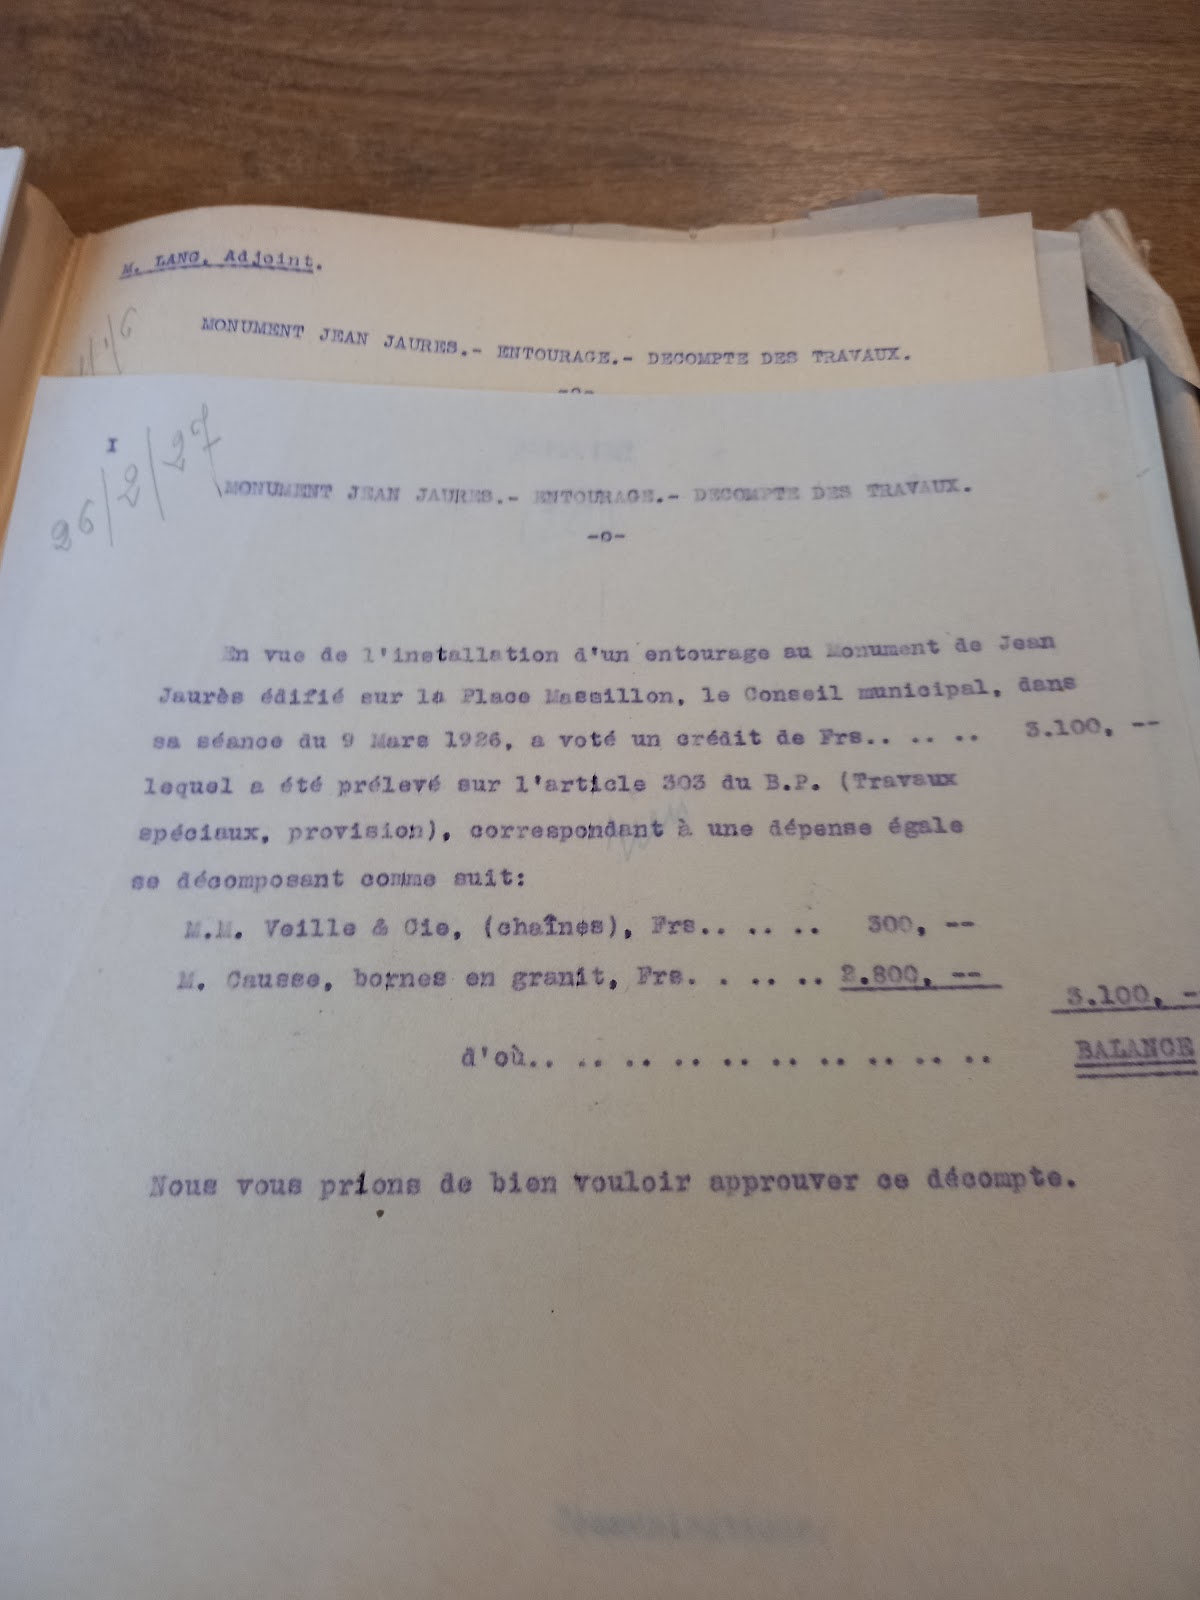 M. LANG, Adjoint.
MONUMENT JEAN JAURES.- ENTOURAGE.- DECOMPTE DES TRAVAUX.
-o-
I
26/2/27
MONUMENT JEAN JAURES.- ENTOURAGE.- DECOMPTE DES TRAVAUX.
-o-
En vue de l'installation d'un entourage au Monument de Jean
Jaurès édifié sur la Place Massillon, le Conseil municipal, dans
sa séance du 9 Mars 1926, a voté un crédit de Frs.. .. .. 3.100, --
lequel a été prélevé sur l'article 303 du B.P. (Travaux
spéciaux, provision), correspondant à une dépense égale
se décomposant comme suit:
M.M. Veille & Cie, (chaînes), Frs.. .. .. 300, --
M. Causse, bornes en granit, Frs. . .. .. 2.800, --
3.100, -
d'où.. .. .. .. .. .. .. .. .. .. BALANCE
Nous vous prions de bien vouloir approuver ce décompte.